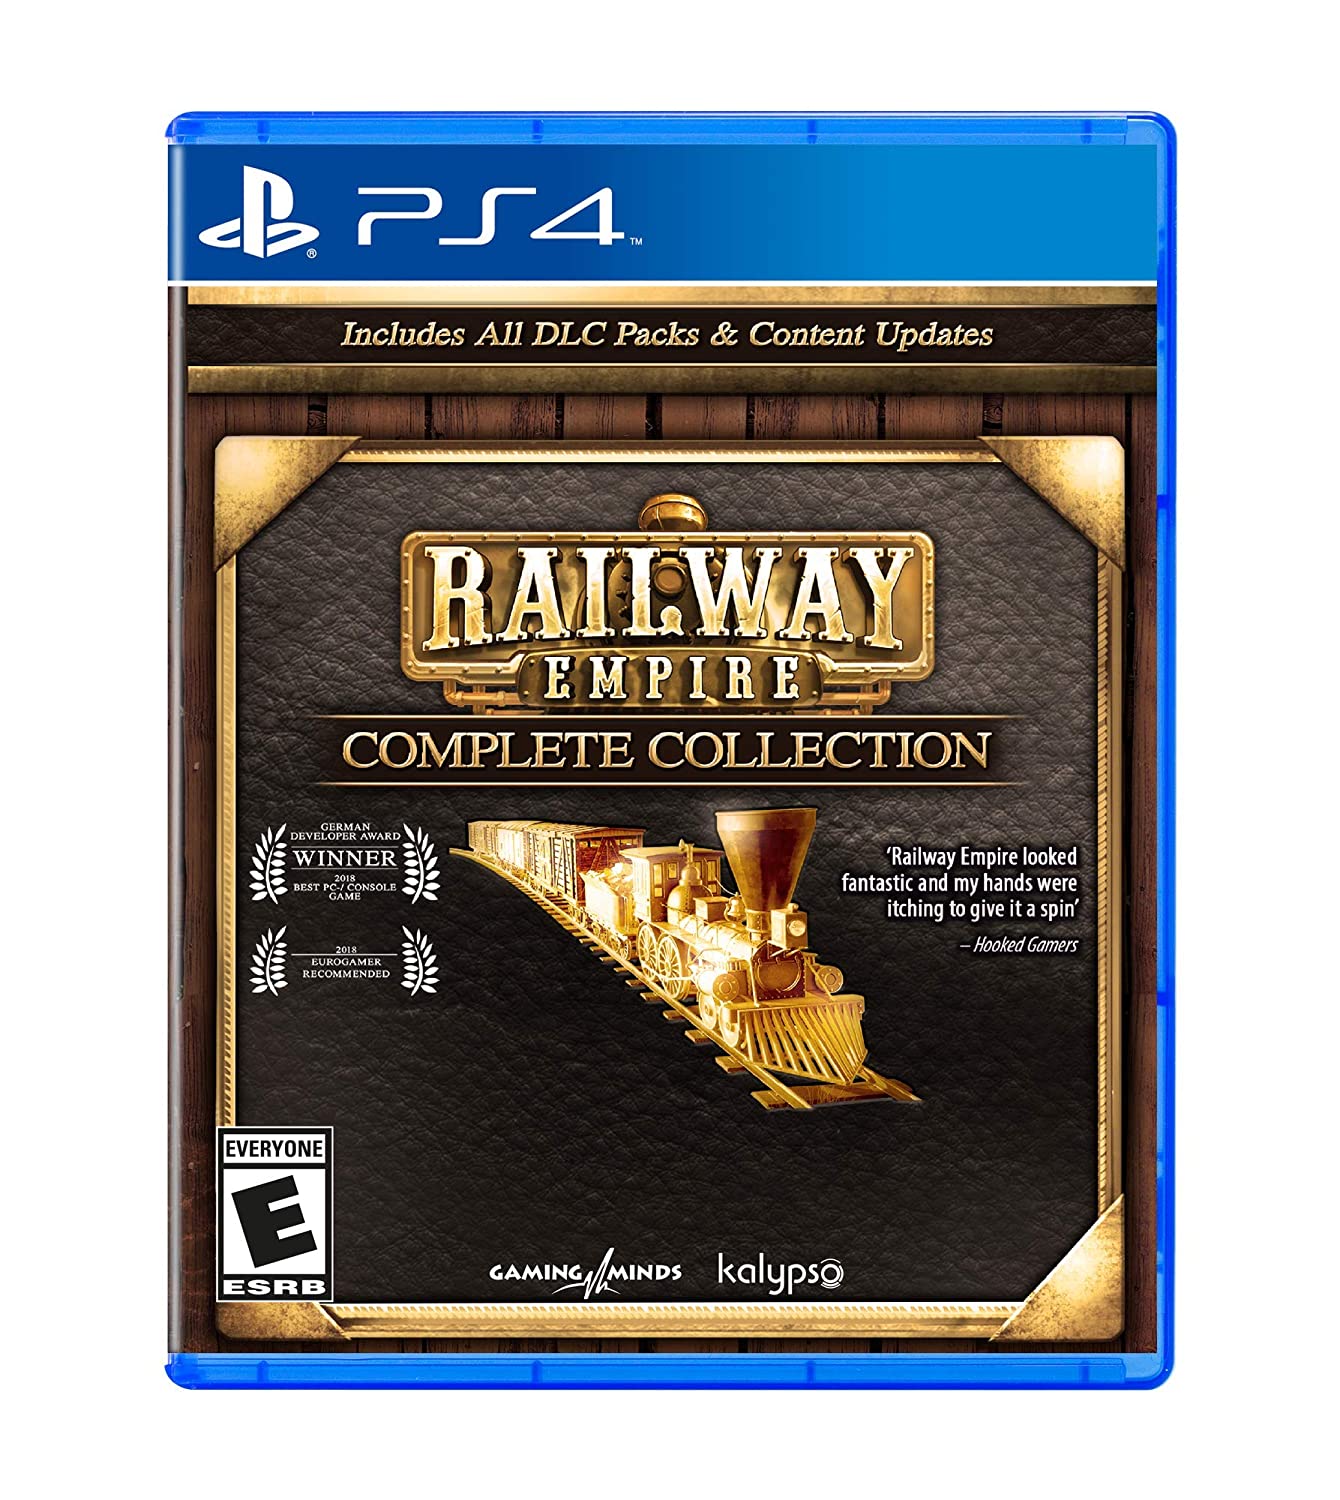 PS4™
Includes All DLC Packs & Content Updates
RAILWAY
EMPIRE
COMPLETE COLLECTION
GERMAN
DEVELOPER AWARD
WINNER
2018
BEST PC-/ CONSOLE
GAME
2018
EUROGAMER
RECOMMENDED
‘Railway Empire looked
fantastic and my hands were
itching to give it a spin’
– Hooked Gamers
EVERYONE
E
ESRB
GAMING MINDS
kalypso